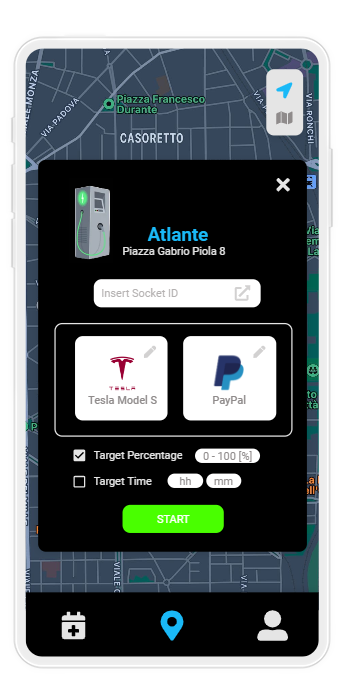 ALE MONZA
VIA PADOVA
Piazza Francesco
Durante
VIA RONCHI
CASORETTO
Atlante
Piazza Gabrio Piola 8
Insert Socket ID
TESLA
Tesla Model S
PayPal
Target Percentage
0 - 100 [%]
Target Time
hh
mm
START